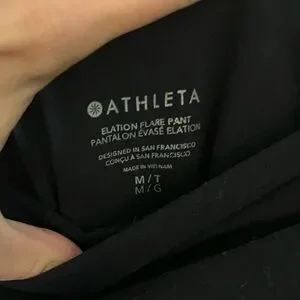 ATHLETA
ELATION FLARE PANT
PANTALON ÉVASÉ ELATION
DESIGNED IN SAN FRANCISCO
CONÇU À SAN FRANCISCO
MADE IN VIETNAM
M/T
M/G